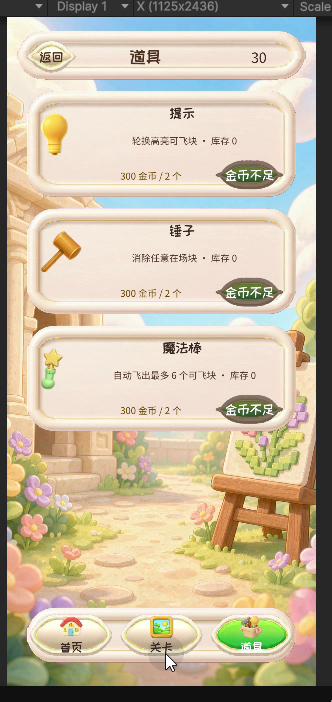 Display 1
X (1125x2436)
Scale
返回
道具
30
提示
轮换高亮可飞块 · 库存 0
300 金币 / 2 个
金币不足
锤子
消除任意在场块 · 库存 0
300 金币 / 2 个
金币不足
魔法棒
自动飞出最多 6 个可飞块 · 库存 0
300 金币 / 2 个
金币不足
首页
关卡
道具